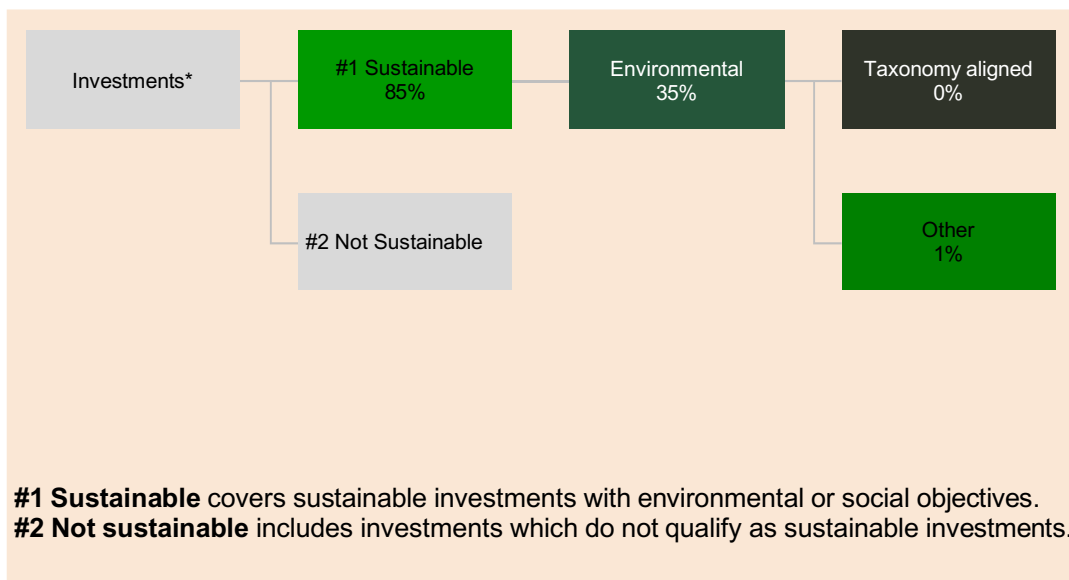 Investments*
#1 Sustainable
85%
Environmental
35%
Taxonomy aligned
0%
#2 Not Sustainable
Other
1%
#1 Sustainable covers sustainable investments with environmental or social objectives.
#2 Not sustainable includes investments which do not qualify as sustainable investments.